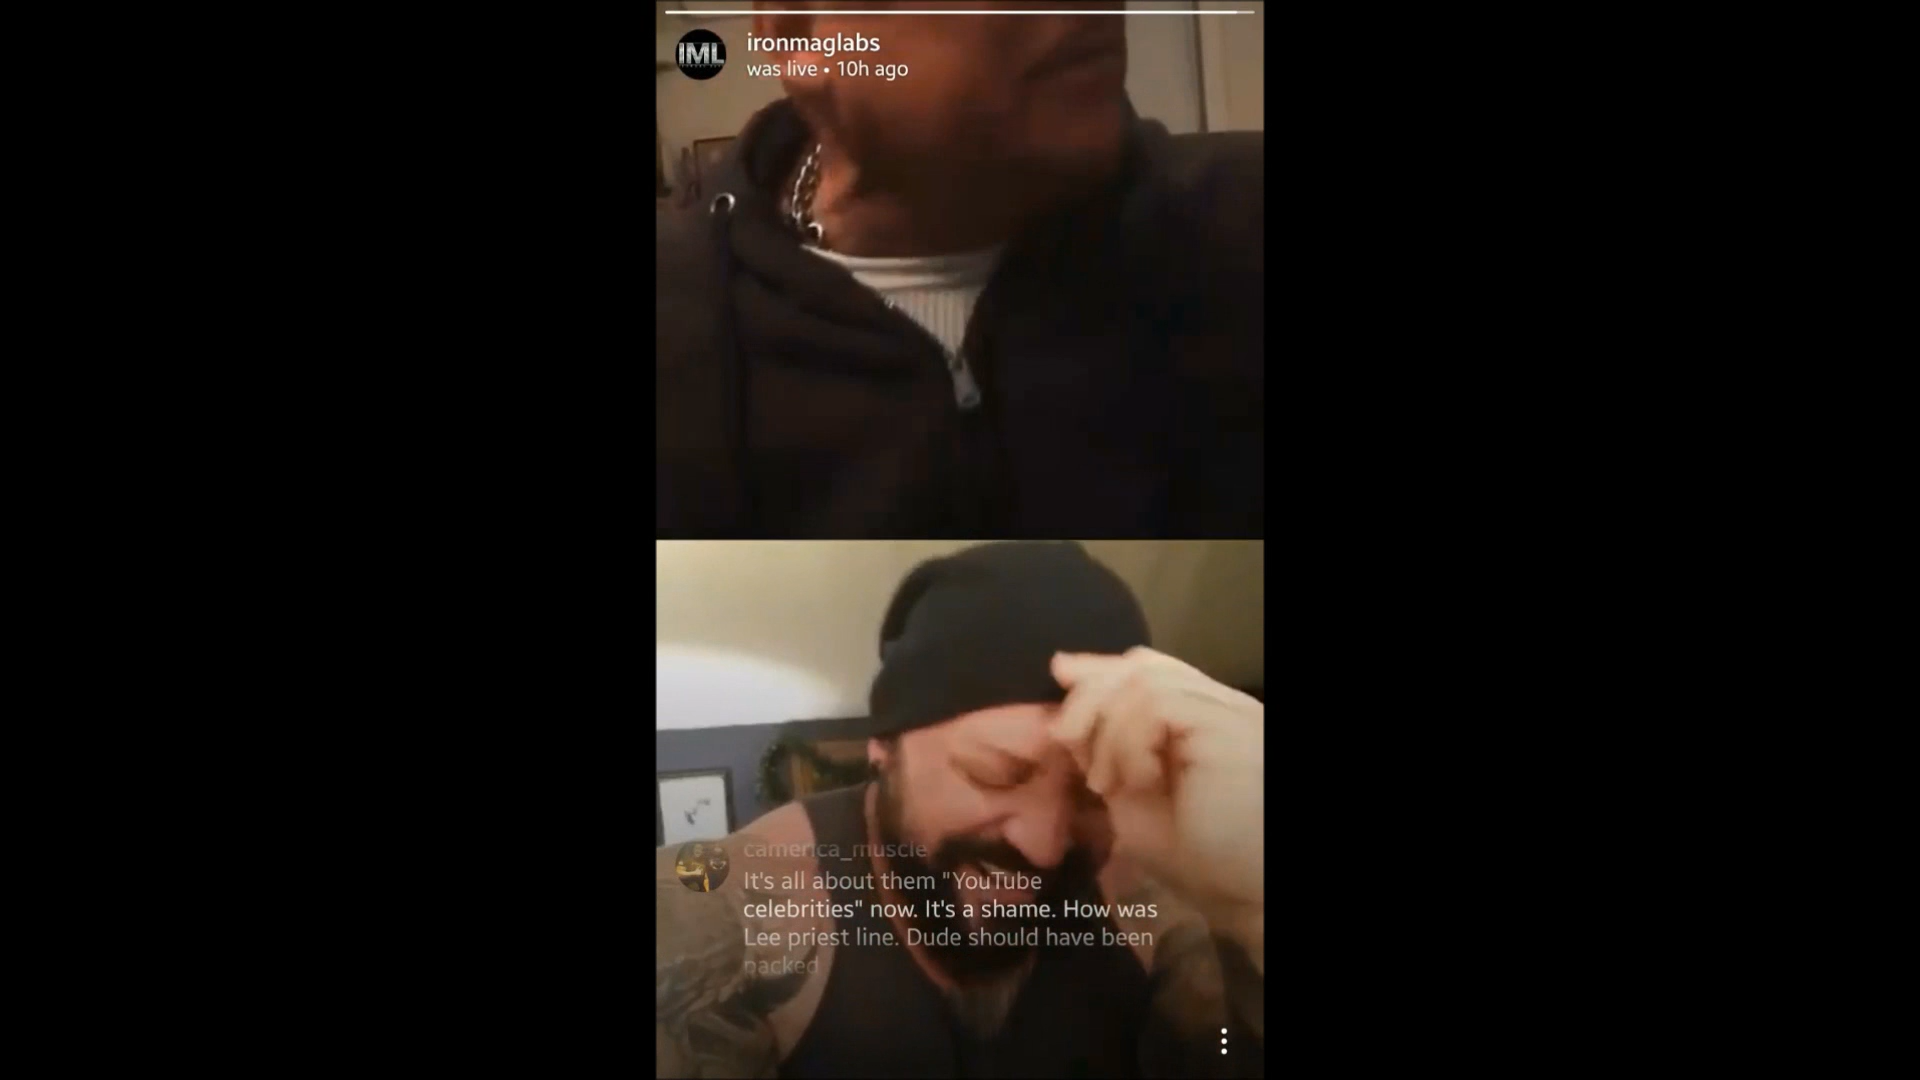 IML
ironmaglabs
was live • 10h ago
camerica_muscle
It's all about them "YouTube
celebrities" now. It's a shame. How was
Lee priest line. Dude should have been
packed